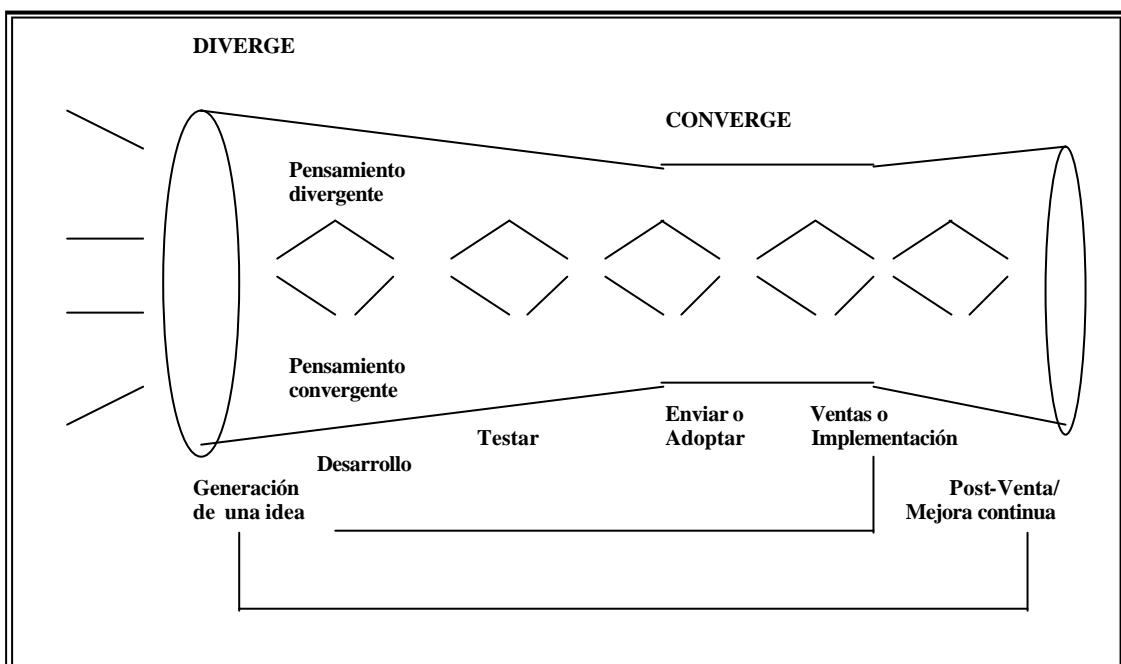 DIVERGE
CONVERGE
Pensamiento
divergente
Pensamiento
convergente
Enviar o
Adoptar
Ventas o
Implementación
Testar
Desarrollo
Generación
de una idea
Post-Venta/
Mejora continua